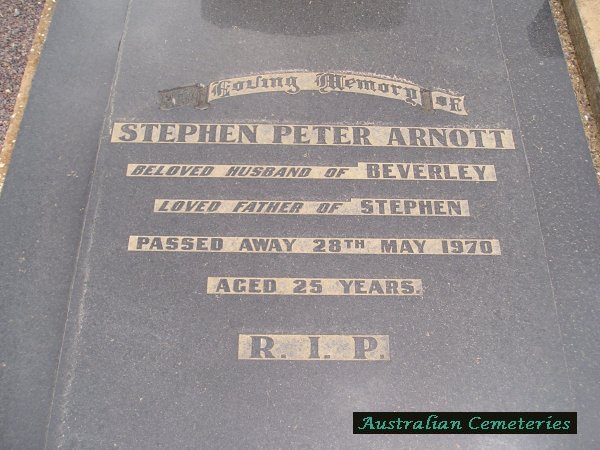 In Loving Memory of
STEPHEN PETER ARNOTT
BELOVED HUSBAND OF BEVERLEY
LOVED FATHER OF STEPHEN
PASSED AWAY 28TH MAY 1970
AGED 25 YEARS.
R. I. P.
Australian Cemeteries